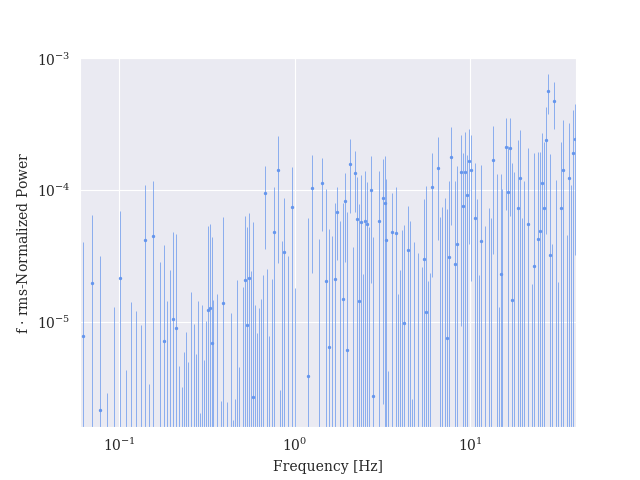 10⁻³
10⁻⁴
10⁻⁵
f · rms-Normalized Power
10⁻¹ 10⁰ 10¹
Frequency [Hz]